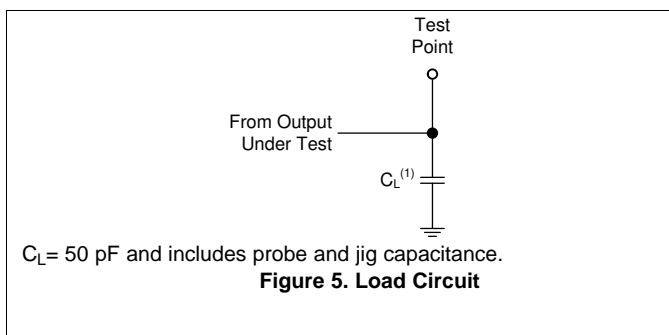 Test
Point
From Output
Under Test
C_L^(1)
C_L= 50 pF and includes probe and jig capacitance.
Figure 5. Load Circuit